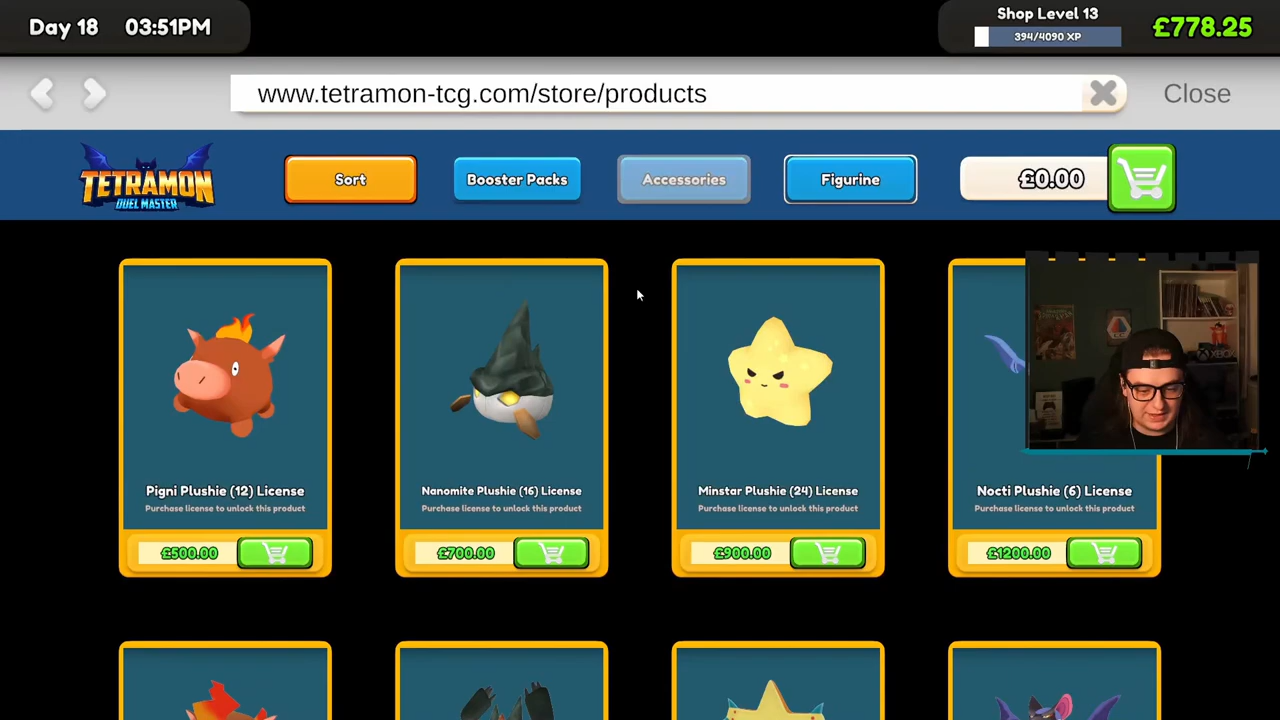 Day 18 03:51PM
Shop Level 13
394/4090 XP
£778.25
www.tetramon-tcg.com/store/products
Close
TETRAMON
DUEL MASTER
Sort
Booster Packs
Accessories
Figurine
£0.00
Pigni Plushie (12) License
Purchase license to unlock this product
£500.00
Nanomite Plushie (16) License
Purchase license to unlock this product
£700.00
Minstar Plushie (24) License
Purchase license to unlock this product
£900.00
Nocti Plushie (6) License
Purchase license to unlock this product
£1200.00
XBOX